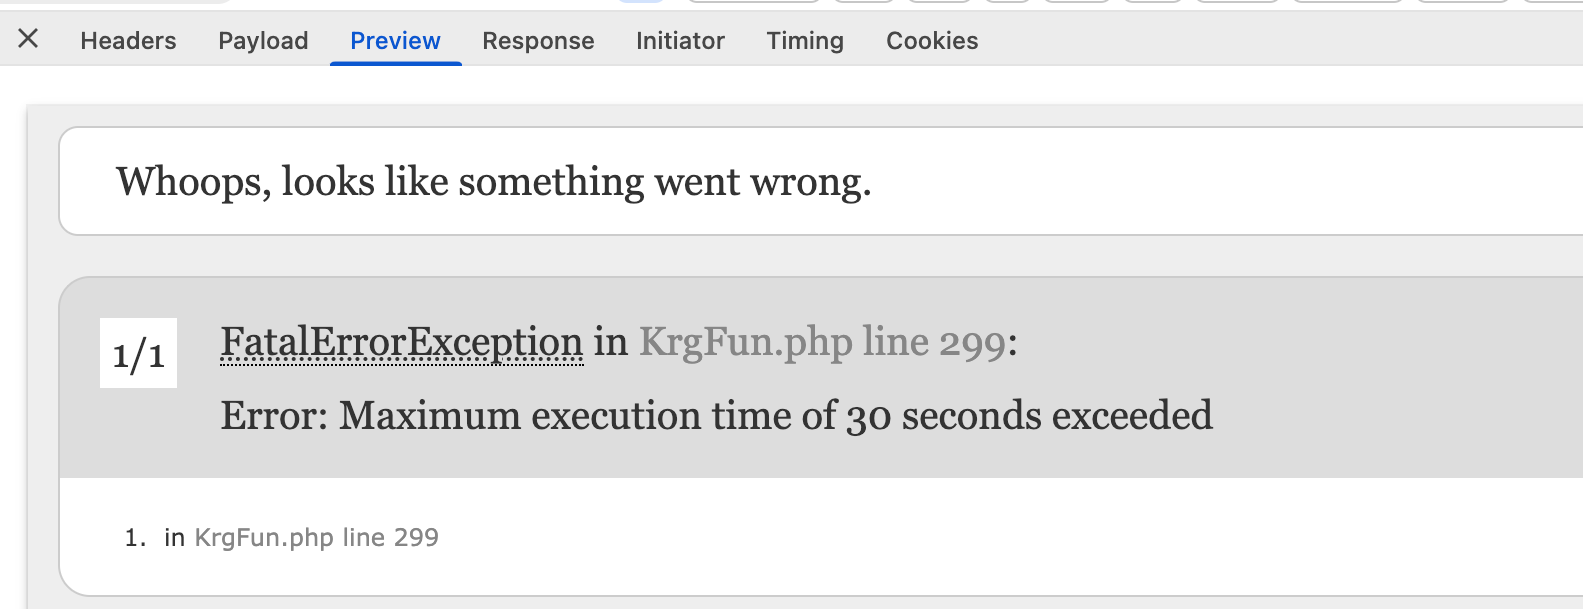 Headers Payload Preview Response Initiator Timing Cookies
Whoops, looks like something went wrong.
1/1
FatalErrorException in KrgFun.php line 299:
Error: Maximum execution time of 30 seconds exceeded
1. in KrgFun.php line 299